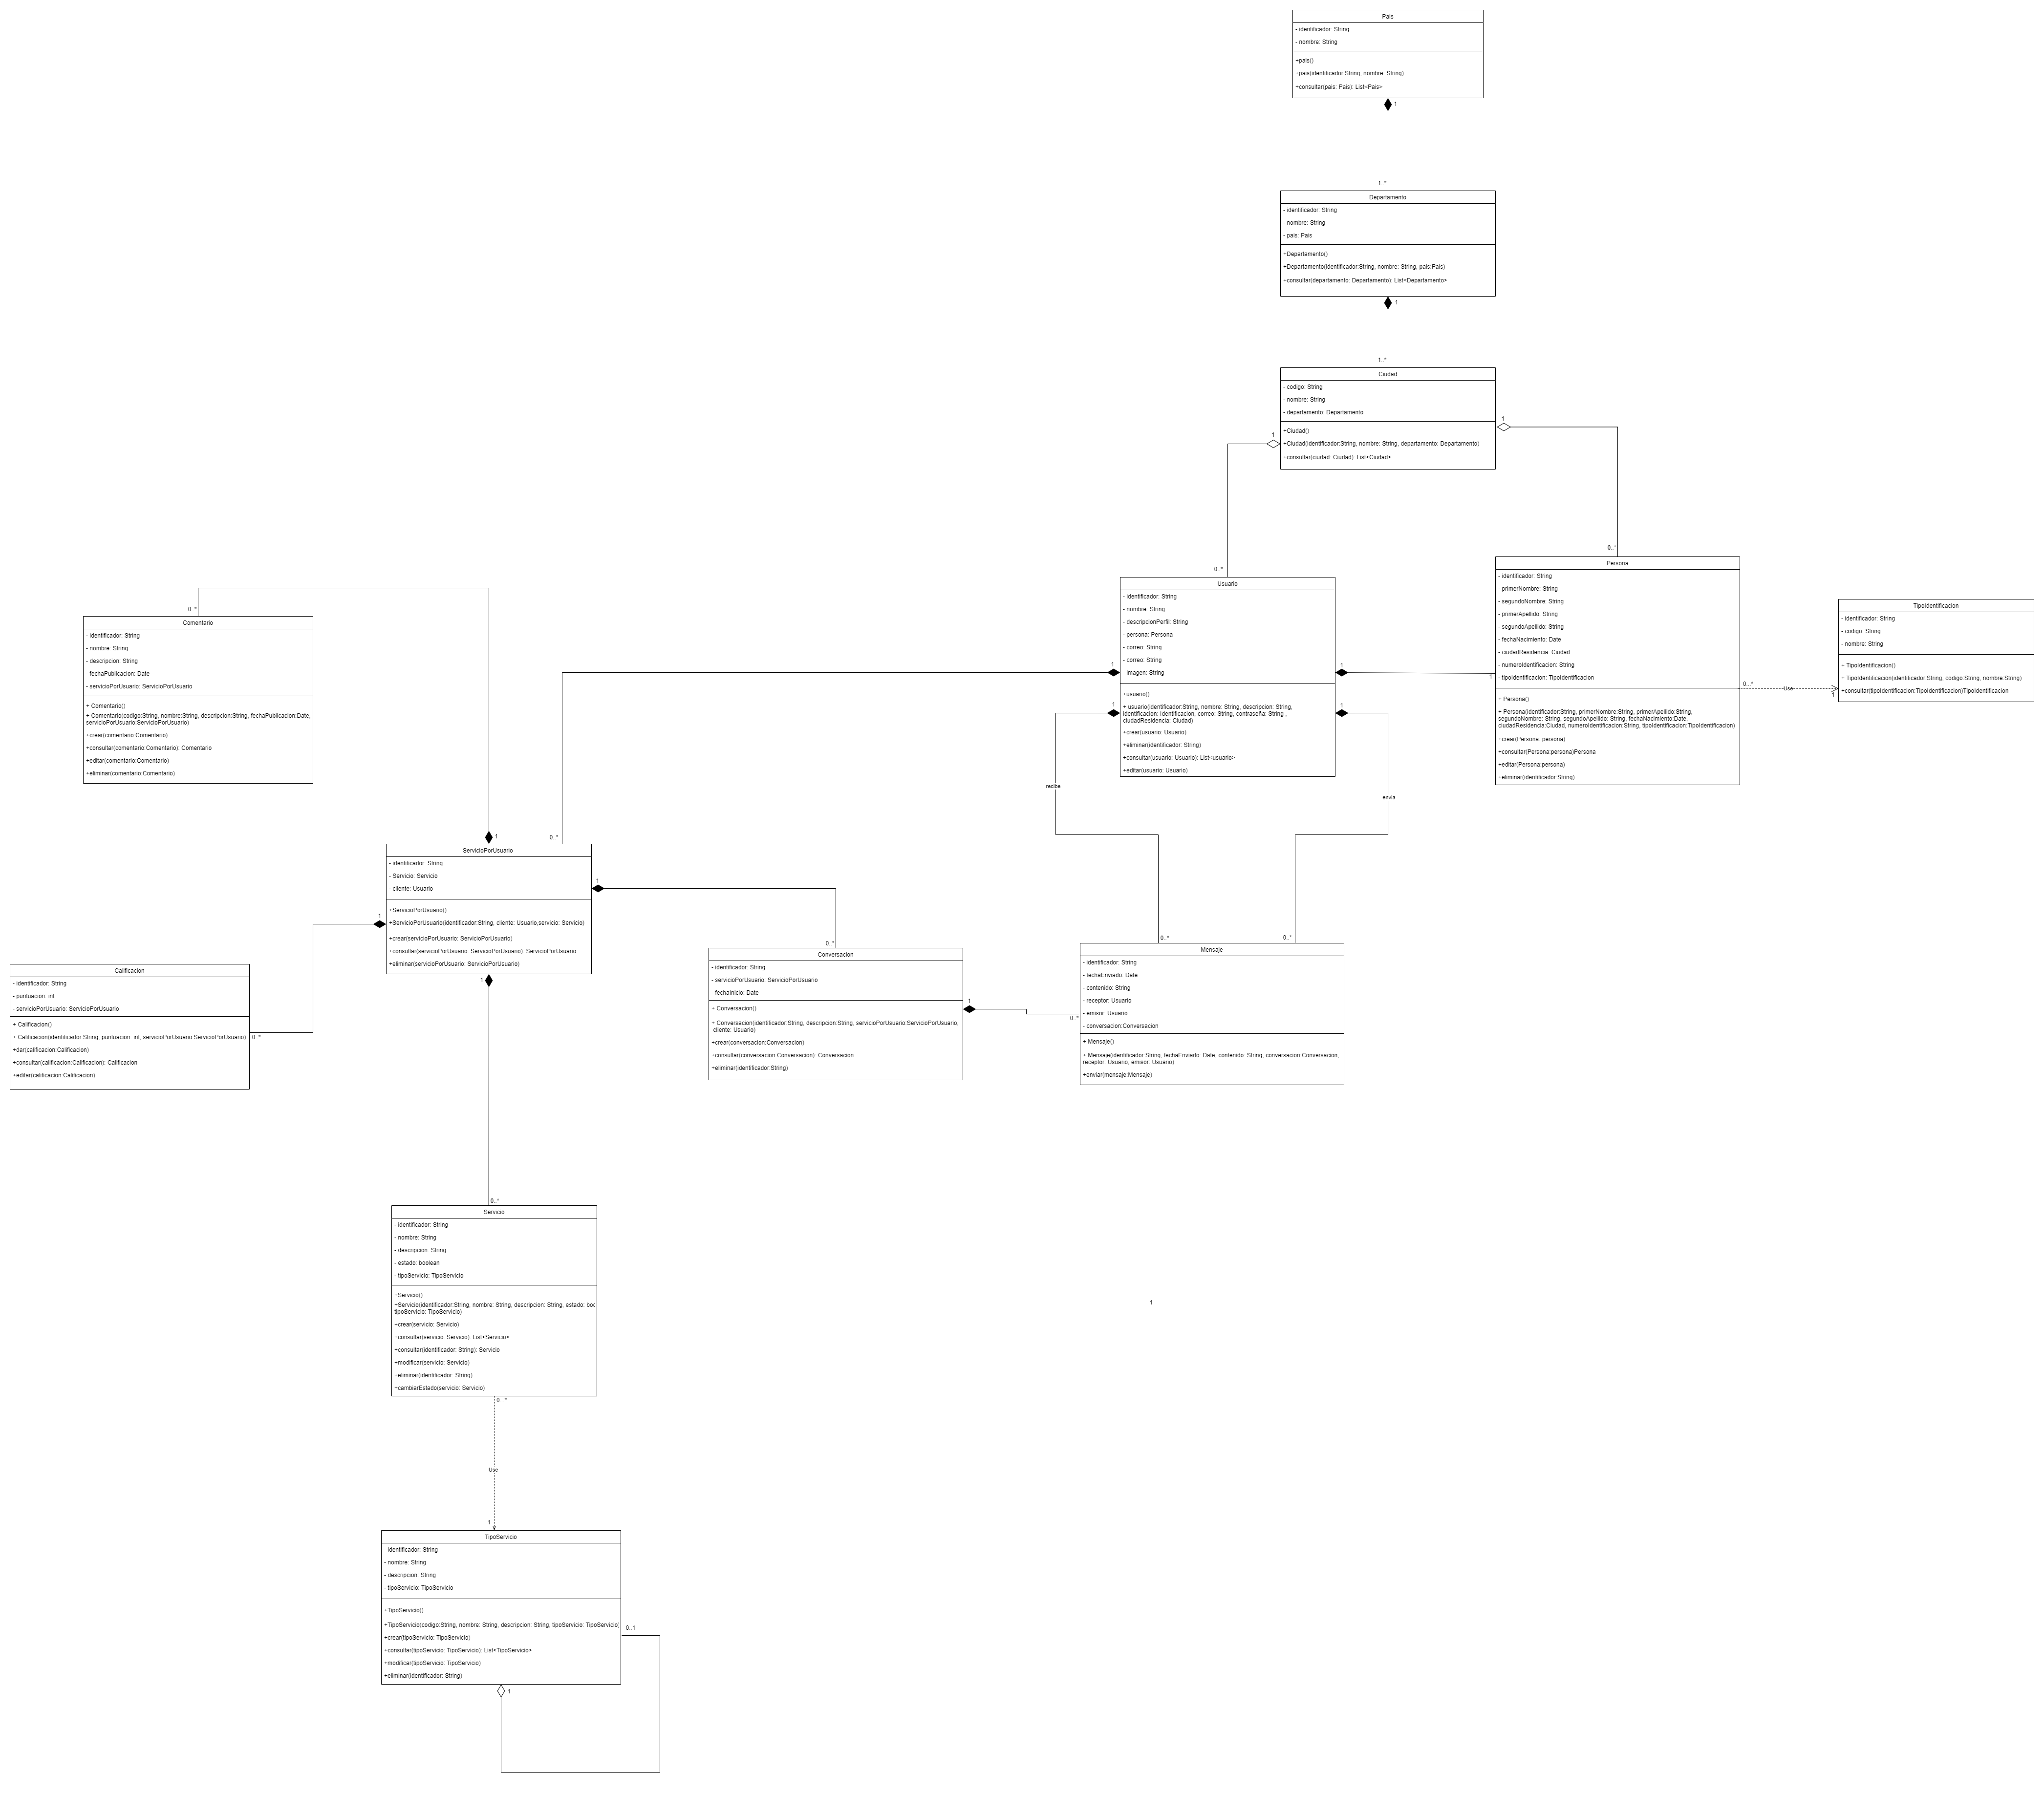 Pais
- identificador: String
- nombre: String
+pais()
+pais(identificador:String, nombre: String)
+consultar(pais: Pais): List<Pais>
1
1..*
Departamento
- identificador: String
- nombre: String
- pais: Pais
+Departamento()
+Departamento(identificador:String, nombre: String, pais:Pais)
+consultar(departamento: Departamento): List<Departamento>
1
1..*
Ciudad
- codigo: String
- nombre: String
- departamento: Departamento
+Ciudad()
+Ciudad(identificador:String, nombre: String, departamento: Departamento)
+consultar(ciudad: Ciudad): List<Ciudad>
1
1
0..*
0..*
Usuario
- identificador: String
- nombre: String
- descripcionPerfil: String
- persona: Persona
- correo: String
- correo: String
- imagen: String
+usuario()
+ usuario(identificador:String, nombre: String, descripcion: String,
identificacion: Identificacion, correo: String, contraseña: String ,
ciudadResidencia: Ciudad)
+crear(usuario: Usuario)
+eliminar(identificador: String)
+consultar(usuario: Usuario): List<usuario>
+editar(usuario: Usuario)
1
1
1
1
1
recibe
envia
0..*
0..*
Persona
- identificador: String
- primerNombre: String
- segundoNombre: String
- primerApellido: String
- segundoApellido: String
- fechaNacimiento: Date
- ciudadResidencia: Ciudad
- numeroIdentificacion: String
- tipoIdentificacion: TipoIdentificacion
+ Persona()
+ Persona(identificador:String, primerNombre:String, primerApellido:String,
segundoNombre: String, segundoApellido: String, fechaNacimiento:Date,
ciudadResidencia:Ciudad, numeroIdentificacion:String, tipoIdentificacion:TipoIdentificacion)
+crear(Persona: persona)
+consultar(Persona:persona)Persona
+editar(Persona:persona)
+eliminar(identificador:String)
0...*
Use
1
TipoIdentificacion
- identificador: String
- codigo: String
- nombre: String
+ TipoIdentificacion()
+ TipoIdentificacion(identificador:String, codigo:String, nombre:String)
+consultar(tipoIdentificacion:TipoIdentificacion)TipoIdentificacion
0..*
Comentario
- identificador: String
- nombre: String
- descripcion: String
- fechaPublicacion: Date
- servicioPorUsuario: ServicioPorUsuario
+ Comentario()
+ Comentario(codigo:String, nombre:String, descripcion:String, fechaPublicacion:Date,
servicioPorUsuario:ServicioPorUsuario)
+crear(comentario:Comentario)
+consultar(comentario:Comentario): Comentario
+editar(comentario:Comentario)
+eliminar(comentario:Comentario)
1
0..*
ServicioPorUsuario
- identificador: String
- Servicio: Servicio
- cliente: Usuario
+ServicioPorUsuario()
+ServicioPorUsuario(identificador:String, cliente: Usuario,servicio: Servicio)
+crear(servicioPorUsuario: ServicioPorUsuario)
+consultar(servicioPorUsuario: ServicioPorUsuario): ServicioPorUsuario
+eliminar(servicioPorUsuario: ServicioPorUsuario)
1
1
1
0..*
Calificacion
- identificador: String
- puntuacion: int
- servicioPorUsuario: ServicioPorUsuario
+ Calificacion()
+ Calificacion(identificador:String, puntuacion: int, servicioPorUsuario:ServicioPorUsuario)
+dar(calificacion:Calificacion)
+consultar(calificacion:Calificacion): Calificacion
+editar(calificacion:Calificacion)
0..*
Conversacion
- identificador: String
- servicioPorUsuario: ServicioPorUsuario
- fechaInicio: Date
+ Conversacion()
+ Conversacion(identificador:String, descripcion:String, servicioPorUsuario:ServicioPorUsuario,
cliente: Usuario)
+crear(conversacion:Conversacion)
+consultar(conversacion:Conversacion): Conversacion
+eliminar(identificador:String)
1
0..*
Mensaje
- identificador: String
- fechaEnviado: Date
- contenido: String
- receptor: Usuario
- emisor: Usuario
- conversacion:Conversacion
+ Mensaje()
+ Mensaje(identificador:String, fechaEnviado: Date, contenido: String, conversacion:Conversacion,
receptor: Usuario, emisor: Usuario)
+enviar(mensaje:Mensaje)
0..*
Servicio
- identificador: String
- nombre: String
- descripcion: String
- estado: boolean
- tipoServicio: TipoServicio
+Servicio()
+Servicio(identificador:String, nombre: String, descripcion: String, estado: boo
tipoServicio: TipoServicio)
+crear(servicio: Servicio)
+consultar(servicio: Servicio): List<Servicio>
+consultar(identificador: String): Servicio
+modificar(servicio: Servicio)
+eliminar(identificador: String)
+cambiarEstado(servicio: Servicio)
1
0...*
Use
1
TipoServicio
- identificador: String
- nombre: String
- descripcion: String
- tipoServicio: TipoServicio
+TipoServicio()
+TipoServicio(codigo:String, nombre: String, descripcion: String, tipoServicio: TipoServicio)
+crear(tipoServicio: TipoServicio)
+consultar(tipoServicio: TipoServicio): List<TipoServicio>
+modificar(tipoServicio: TipoServicio)
+eliminar(identificador: String)
0..1
1